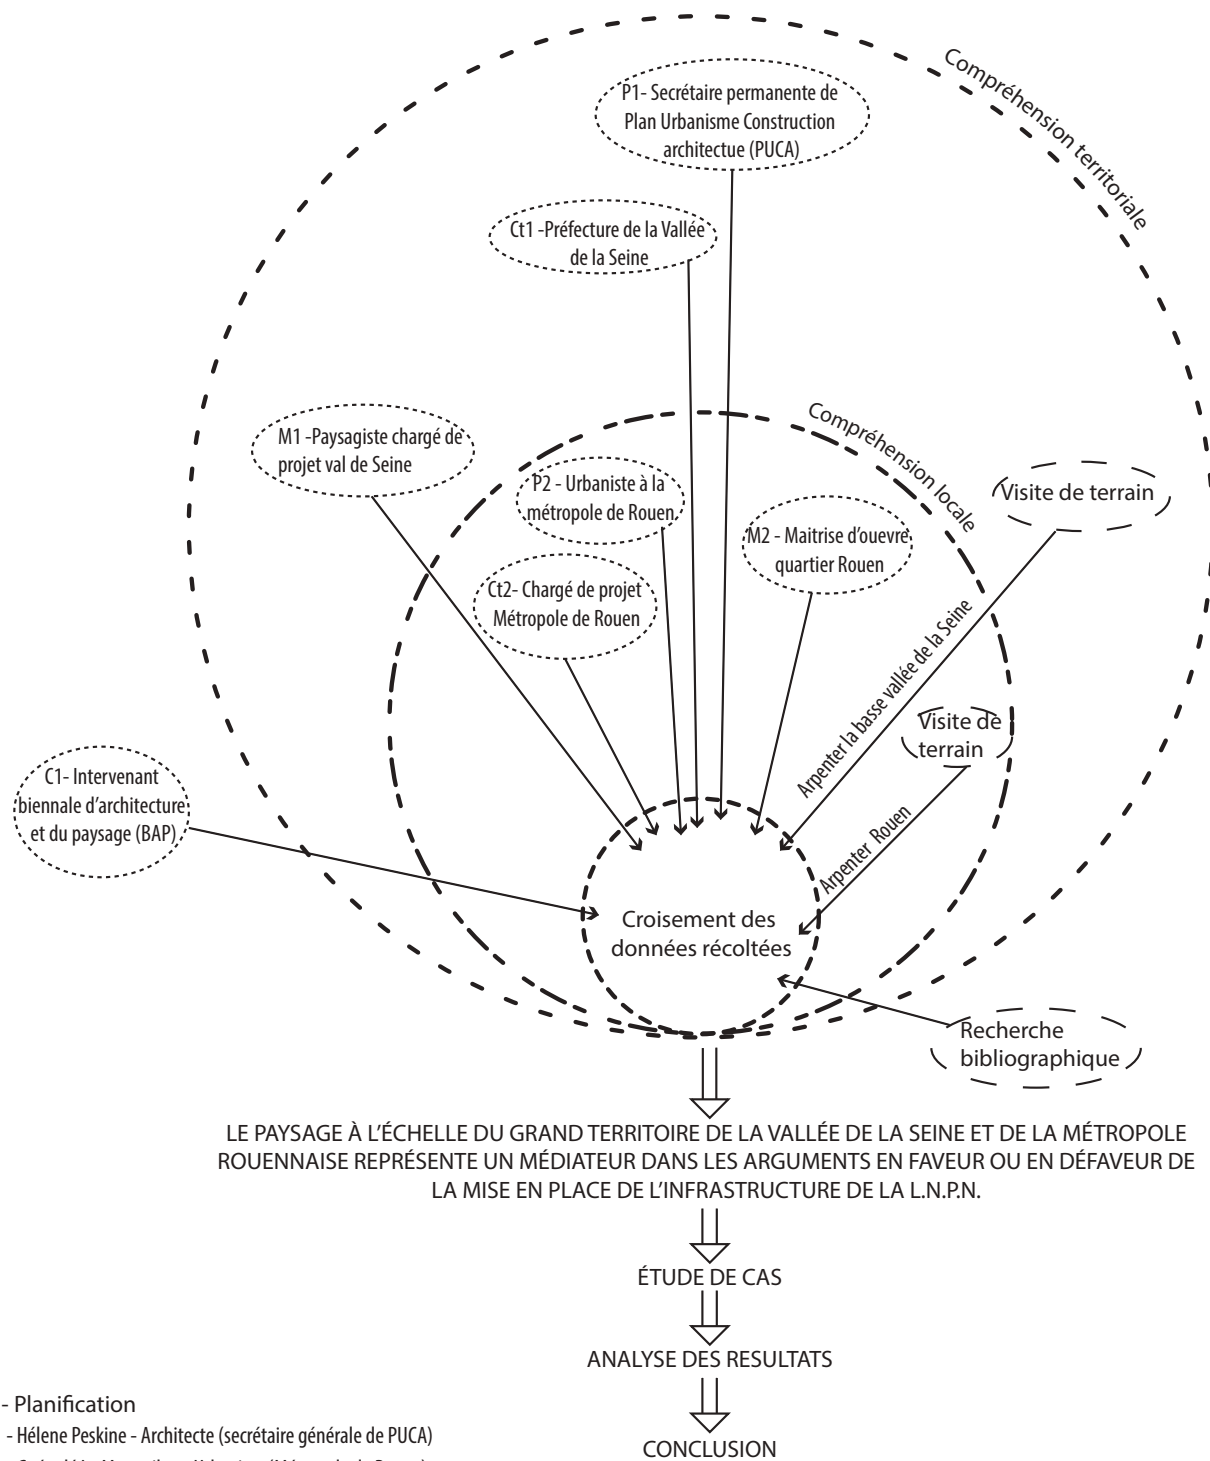 Compréhension territoriale
P1- Secrétaire permanente de
Plan Urbanisme Construction
architectue (PUCA)
Ct1 -Préfecture de la Vallée
de la Seine
Compréhension locale
M1 -Paysagiste chargé de
projet val de Seine
P2 - Urbaniste à la
métropole de Rouen
Visite de terrain
M2 - Maitrise d'ouevre
quartier Rouen
Ct2- Chargé de projet
Métropole de Rouen
Arpenter la basse vallée de la Seine
Visite de
terrain
Arpenter Rouen
C1- Intervenant
biennale d'architecture
et du paysage (BAP)
Croisement des
données récoltées
Recherche
bibliographique
LE PAYSAGE À L'ÉCHELLE DU GRAND TERRITOIRE DE LA VALLÉE DE LA SEINE ET DE LA MÉTROPOLE
ROUENNAISE REPRÉSENTE UN MÉDIATEUR DANS LES ARGUMENTS EN FAVEUR OU EN DÉFAVEUR DE
LA MISE EN PLACE DE L'INFRASTRUCTURE DE LA L.N.P.N.
ÉTUDE DE CAS
ANALYSE DES RESULTATS
CONCLUSION
- Planification
- Hélene Peskine - Architecte (secrétaire générale de PUCA)